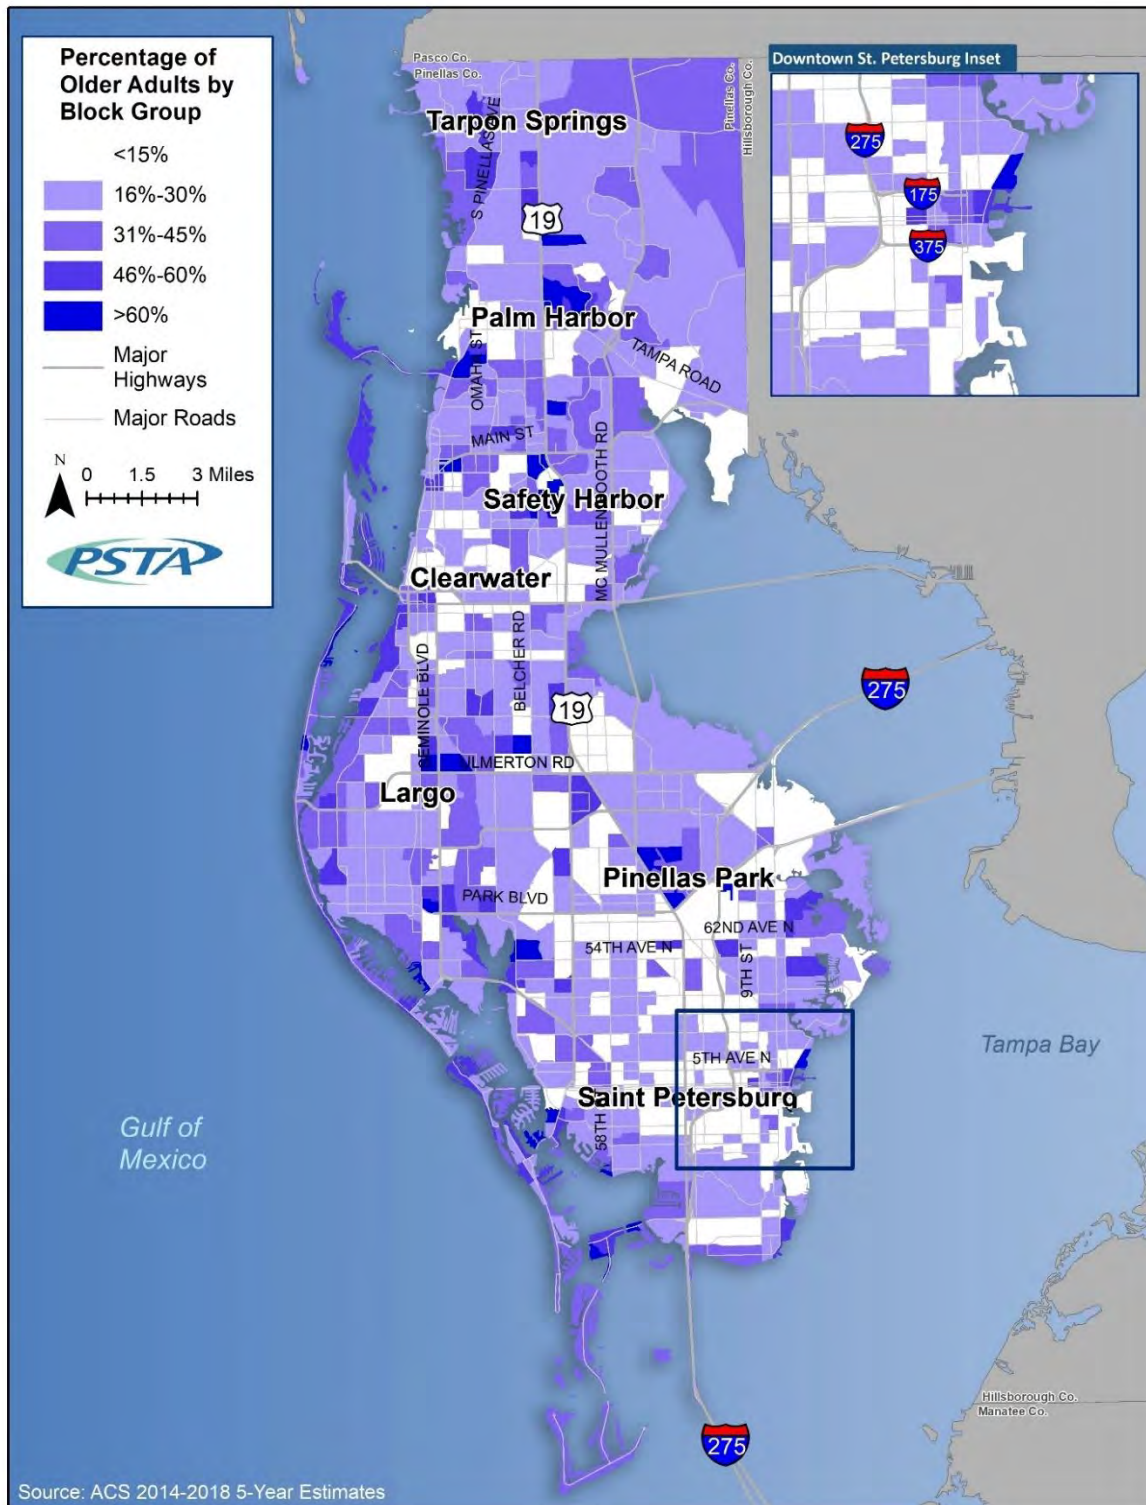 Percentage of
Older Adults by
Block Group
<15%
16%-30%
31%-45%
46%-60%
>60%
Major
Highways
Major Roads
N
0 1.5 3 Miles
PSTA
Pasco Co.
Pinellas Co.
Pinellas Co.
Hillsborough Co.
Downtown St. Petersburg Inset
275
175
375
Tarpon Springs
S PINELLAS AVE
19
Palm Harbor
OMAHA ST
TAMPA ROAD
MAIN ST
Safety Harbor
MC MULLEN BOOTH RD
Clearwater
SEMINOLE BLVD
BELCHER RD
19
275
ULMERTON RD
Largo
Pinellas Park
PARK BLVD
62ND AVE N
54TH AVE N
9TH ST
5TH AVE N
Tampa Bay
Saint Petersburg
58TH
Gulf of
Mexico
Hillsborough Co.
Manatee Co.
275
Source: ACS 2014-2018 5-Year Estimates